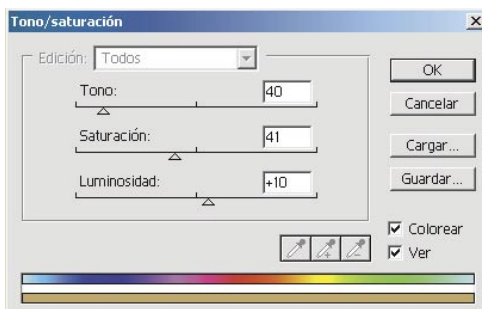 Tono/saturación
Edición: Todos
Tono: 40
Saturación: 41
Luminosidad: +10
OK
Cancelar
Cargar...
Guardar...
Colorear
Ver